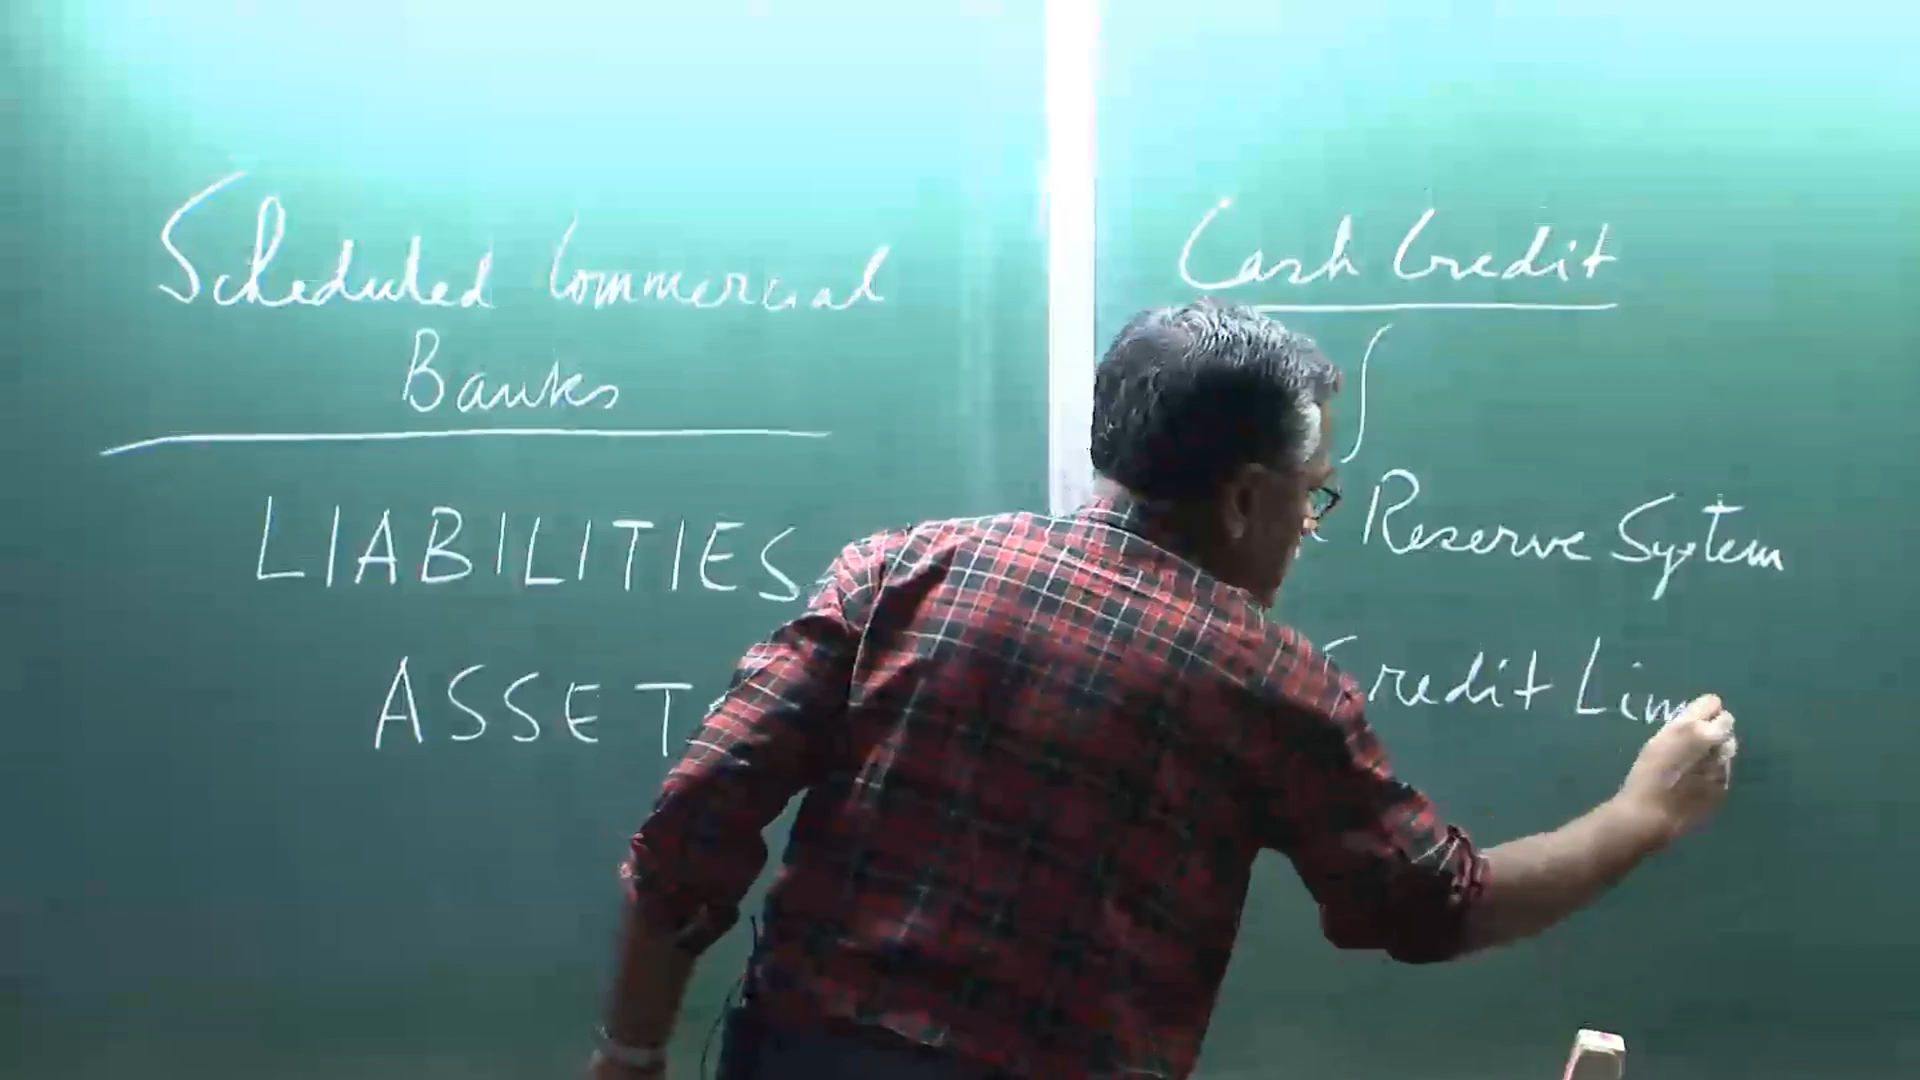 Scheduled Commercial
Banks
LIABILITIES
ASSET
Cash Credit
Reserve System
Credit Lim